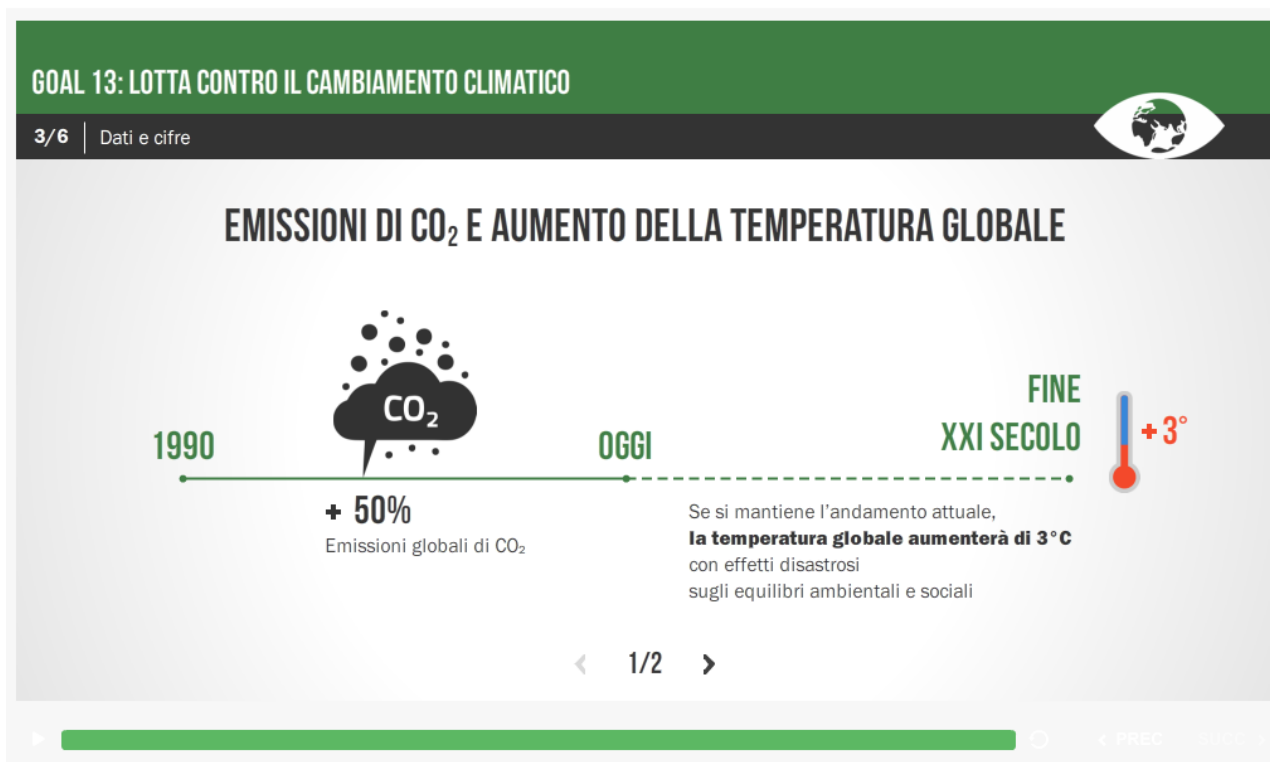 GOAL 13: LOTTA CONTRO IL CAMBIAMENTO CLIMATICO
3/6 Dati e cifre
EMISSIONI DI CO₂ E AUMENTO DELLA TEMPERATURA GLOBALE
CO₂
1990
OGGI
FINE
XXI SECOLO
+ 3°
+ 50%
Emissioni globali di CO₂
Se si mantiene l'andamento attuale,
la temperatura globale aumenterà di 3°C
con effetti disastrosi
sugli equilibri ambientali e sociali
1/2
PREC
SUCC